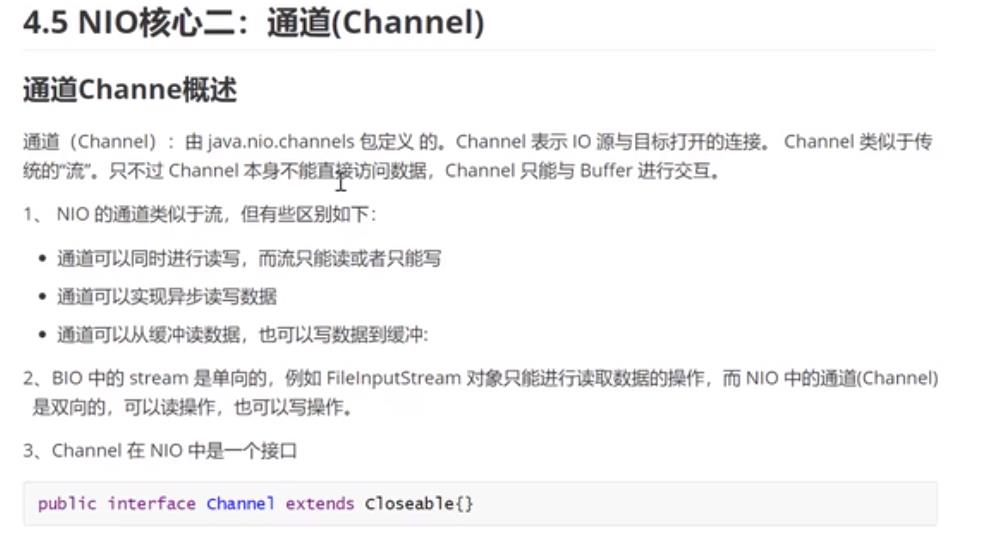 4.5 NIO核心二：通道(Channel)
通道Channe概述
通道（Channel）：由 java.nio.channels 包定义 的。Channel 表示 IO 源与目标打开的连接。 Channel 类似于传
统的“流”。只不过 Channel 本身不能直接访问数据，Channel 只能与 Buffer 进行交互。
1、 NIO 的通道类似于流，但有些区别如下：
• 通道可以同时进行读写，而流只能读或者只能写
• 通道可以实现异步读写数据
• 通道可以从缓冲读数据，也可以写数据到缓冲:
2、BIO 中的 stream 是单向的，例如 FileInputStream 对象只能进行读取数据的操作，而 NIO 中的通道(Channel)
是双向的，可以读操作，也可以写操作。
3、Channel 在 NIO 中是一个接口
public interface Channel extends Closeable{}